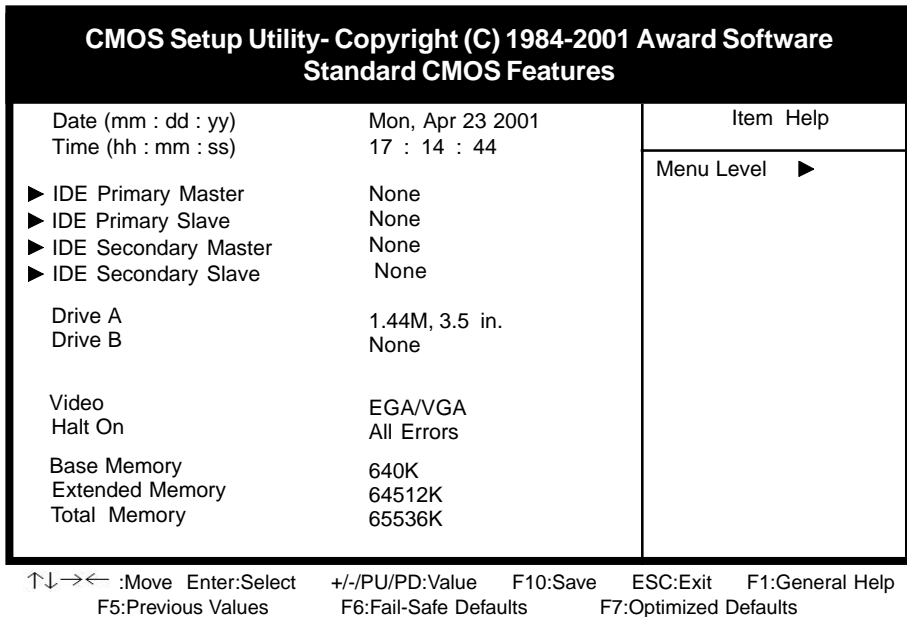 CMOS Setup Utility- Copyright (C) 1984-2001 Award Software
Standard CMOS Features
Date (mm : dd : yy) Mon, Apr 23 2001
Time (hh : mm : ss) 17 : 14 : 44
▶ IDE Primary Master None
▶ IDE Primary Slave None
▶ IDE Secondary Master None
▶ IDE Secondary Slave None
Drive A 1.44M, 3.5 in.
Drive B None
Video EGA/VGA
Halt On All Errors
Base Memory 640K
Extended Memory 64512K
Total Memory 65536K
Item Help
Menu Level ▶
↑↓→← :Move Enter:Select +/-/PU/PD:Value F10:Save ESC:Exit F1:General Help
F5:Previous Values F6:Fail-Safe Defaults F7:Optimized Defaults